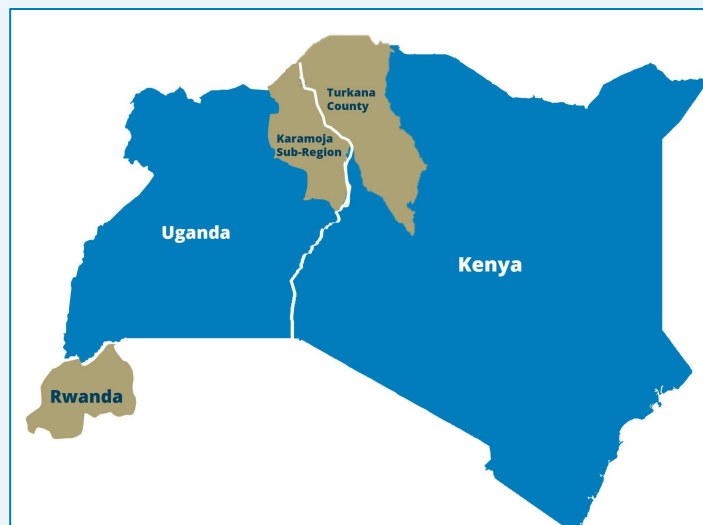 Turkana
County
Karamoja
Sub-Region
Uganda
Kenya
Rwanda